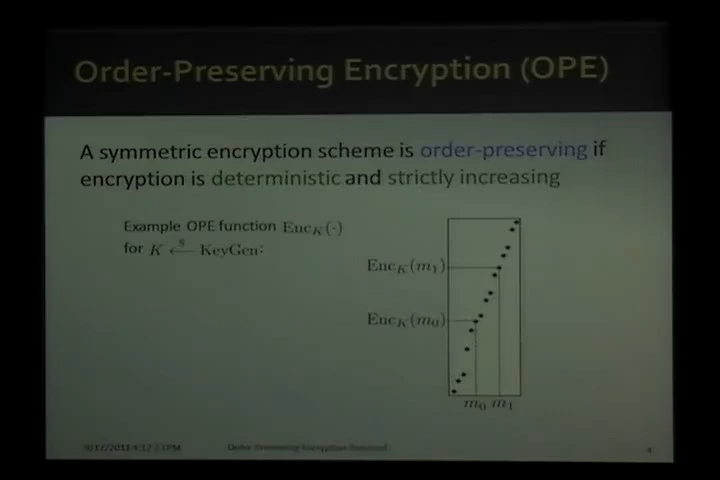 Order-Preserving Encryption (OPE)
A symmetric encryption scheme is order-preserving if
encryption is deterministic and strictly increasing
Example OPE function Enc_K(·)
for K ←$ KeyGen:
Enc_K(m_1)
Enc_K(m_0)
m_0 m_1
Order-Preserving Encryption Revisited